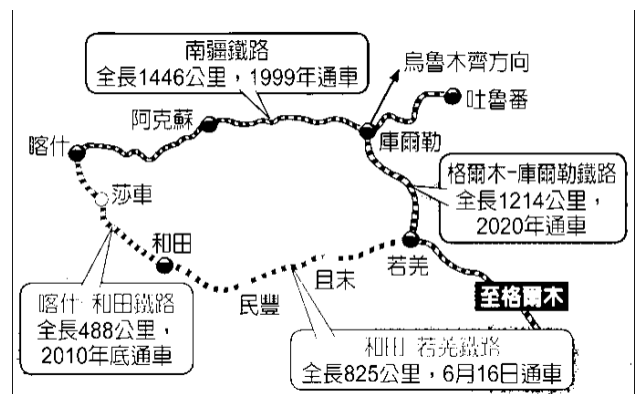 南疆鐵路
全長1446公里，1999年通車
烏魯木齊方向
吐魯番
阿克蘇
庫爾勒
喀什
格爾木-庫爾勒鐵路
全長1214公里，
2020年通車
莎車
和田
若羌
且末
民豐
至格爾木
喀什 和田鐵路
全長488公里，
2010年底通車
和田 若羌鐵路
全長825公里，6月16日通車